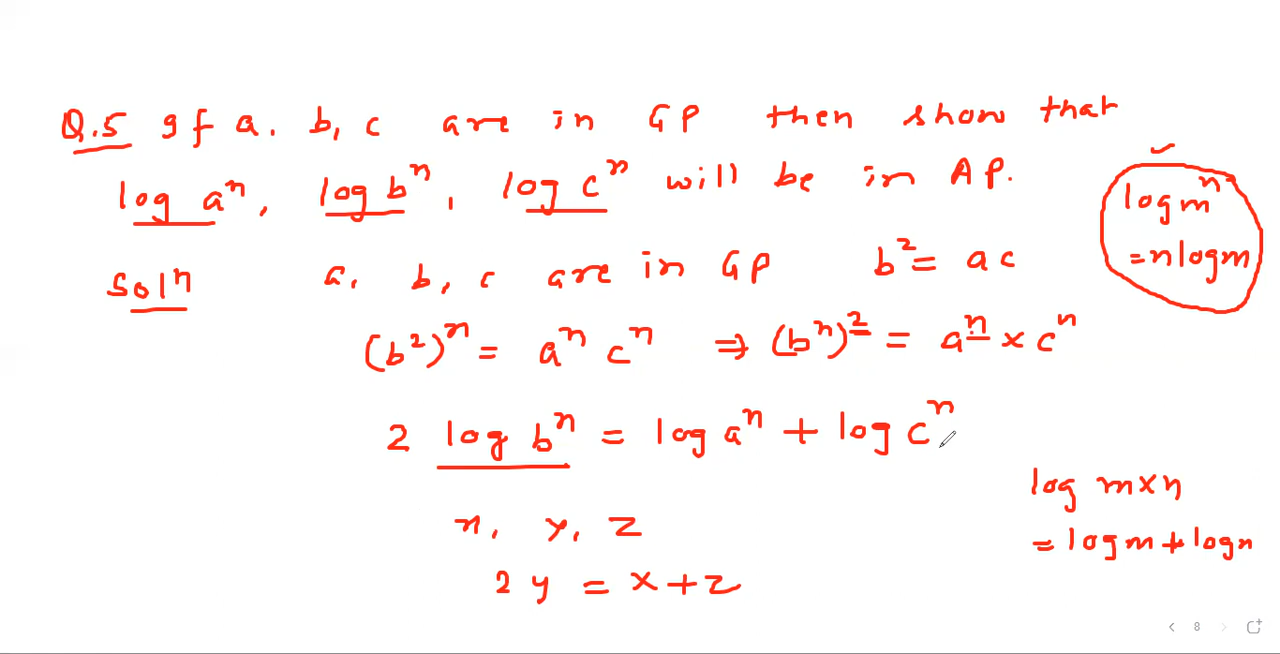 Q.5 gf a. b, c are in GP then show that
log aⁿ, log bⁿ, log cⁿ will be in AP.
log mⁿ
= n log m
Solⁿ a, b, c are in GP b² = ac
(b²)ⁿ = aⁿ cⁿ ⇒ (bⁿ)² = aⁿ × cⁿ
2 log bⁿ = log aⁿ + log cⁿ
log m×n
= log m + log n
x, y, z
2y = x+z
8